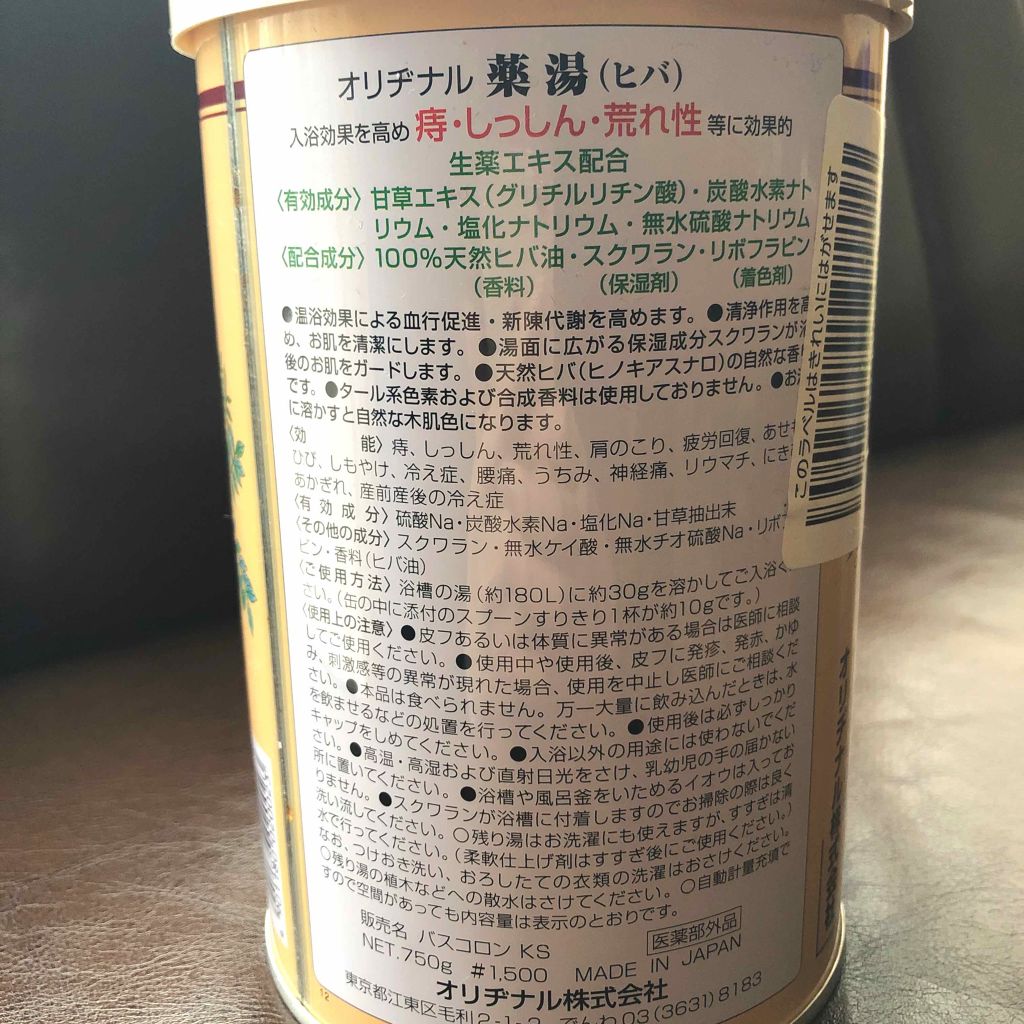 オリヂナル 薬湯(ヒバ)
入浴効果を高め 痔・しっしん・荒れ性 等に効果的
生薬エキス配合
〈有効成分〉甘草エキス(グリチルリチン酸)・炭酸水素ナト
リウム・塩化ナトリウム・無水硫酸ナトリウム
〈配合成分〉100%天然ヒバ油・スクワラン・リボフラビン
(香料) (保湿剤) (着色剤)
●温浴効果による血行促進・新陳代謝を高めます。●清浄作用を高
め、お肌を清潔にします。●湯面に広がる保湿成分スクワランが
後のお肌をガードします。●天然ヒバ(ヒノキアスナロ)の自然な香
です。●タール系色素および合成香料は使用しておりません。●お
に溶かすと自然な木肌色になります。
〈効 能〉痔、しっしん、荒れ性、肩のこり、疲労回復、あせ
ひび、しもやけ、冷え症、腰痛、うちみ、神経痛、リウマチ、にき
あかぎれ、産前産後の冷え症
〈有効成分〉硫酸Na・炭酸水素Na・塩化Na・甘草抽出末
〈その他の成分〉スクワラン・無水ケイ酸・無水チオ硫酸Na・リボ
ビン・香料(ヒバ油)
〈ご使用方法〉浴槽の湯(約180L)に約30gを溶かしてご入浴く
さい。(缶の中に添付のスプーンすりきり1杯が約10gです。)
〈使用上の注意〉●皮フあるいは体質に異常がある場合は医師に相談
してご使用ください。●使用中や使用後、皮フに発疹、発赤、かゆ
み、刺激感等の異常が現れた場合、使用を中止し医師にご相談くだ
さい。●本品は食べられません。万一大量に飲み込んだときは、水
を飲ませるなどの処置を行ってください。●使用後は必ずしっかり
キャップをしめてください。●入浴以外の用途には使わないでくだ
さい。●高温・高湿および直射日光をさけ、乳幼児の手の届かない
所に置いてください。●浴槽や風呂釜をいためるイオウは入ってお
りません。●スクワランが浴槽に付着しますのでお掃除の際は良く
洗い流してください。○残り湯はお洗濯にも使えますが、すすぎは清
水で行ってください。(柔軟仕上げ剤はすすぎ後にご使用ください。)
なお、つけおき洗い、おろしたての衣類の洗濯はおさけください。
○残り湯の植木などへの散水はさけてください。○自動計量充填で
すので空間があっても内容量は表示のとおりです。
販売名 バスコロン KS 医薬部外品
NET.750g #1,500 MADE IN JAPAN
オリヂナル株式会社
東京都江東区毛利2-1-2 でんわ03(3631)8183
12
このラベルはきれいにはがせます
オリヂナル株式会社